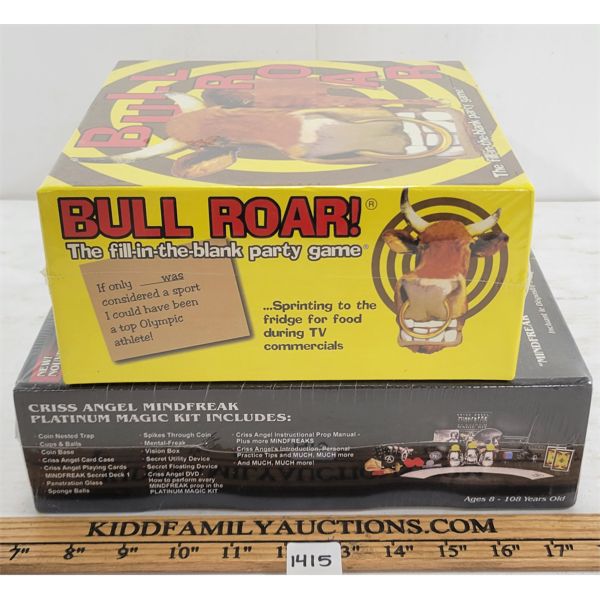 BULL
ROAR
The fill-in-the-blank party game
BULL ROAR!®
The fill-in-the-blank party game®
If only ___was
considered a sport
I could have been
a top Olympic
athlete!
...Sprinting to the
fridge for food
during TV
commercials
NEW!
"MINDFREAK
CRISS ANGEL MINDFREAK
PLATINUM MAGIC KIT INCLUDES:
• Coin Nested Trap
• Cups & Balls
• Coin Base
• Criss Angel Card Case
• Criss Angel Playing Cards
• MINDFREAK Secret Deck 1
• Penetration Glass
• Sponge Balls
• Spikes Through Coin
• Mental-Freak
• Vision Box
• Secret Utility Device
• Secret Floating Device
• Criss Angel DVD -
How to perform every
MINDFREAK prop in the
PLATINUM MAGIC KIT
• Criss Angel Instructional Prop Manual -
Plus more MINDFREAKS
• Criss Angel's Introduction, Personal
Practice Tips and MUCH, MUCH more
And MUCH, MUCH more!
MINDFREAK
Ages 8 - 108 Years Old
KIDDFAMILYAUCTIONS.COM
7" 8" 9" 10" 11" 12" 13" 14" 15" 16" 17"
1415